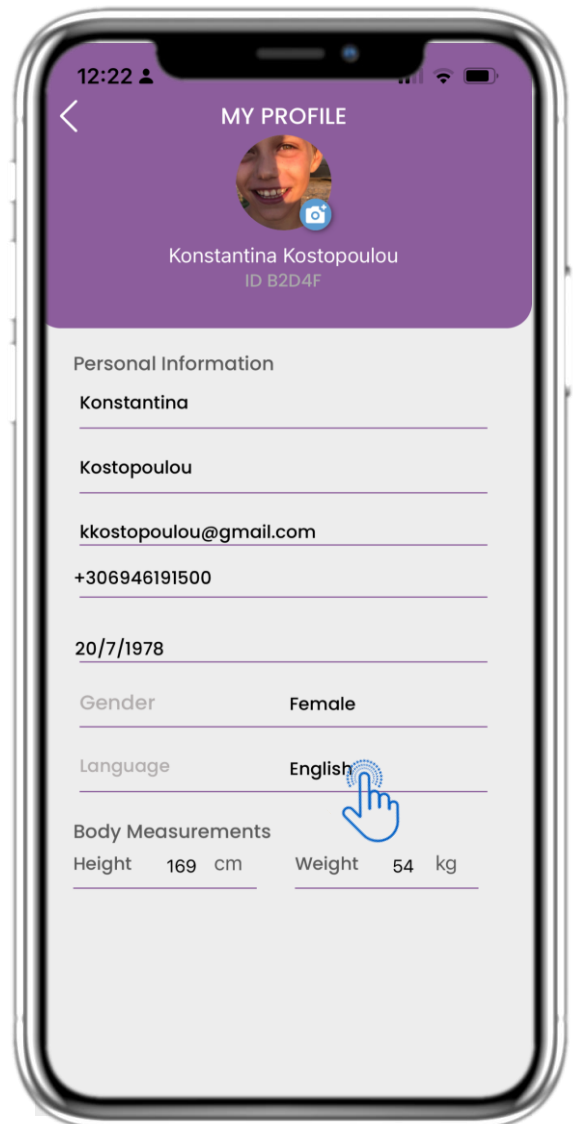 12:22
MY PROFILE
Konstantina Kostopoulou
ID B2D4F
Personal Information
Konstantina
Kostopoulou
kkostopoulou@gmail.com
+306946191500
20/7/1978
Gender Female
Language English
Body Measurements
Height 169 cm Weight 54 kg